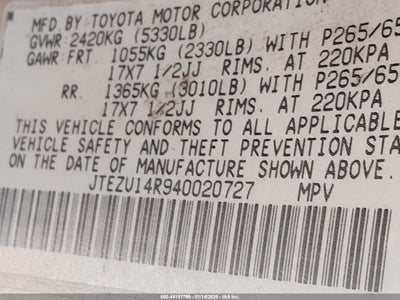 MFD BY TOYOTA MOTOR CORPORATION
GVWR 2420KG (5330LB)
GAWR: FRT. 1055KG (2330LB) WITH P265/65
17X7 1/2JJ RIMS. AT 220KPA
RR. 1365KG (3010LB) WITH P265/65
17X7 1/2JJ RIMS. AT 220KPA
THIS VEHICLE CONFORMS TO ALL APPLICABLE
VEHICLE SAFETY AND THEFT PREVENTION STA
ON THE DATE OF MANUFACTURE SHOWN ABOVE.
JTEZU14R940020727 MPV